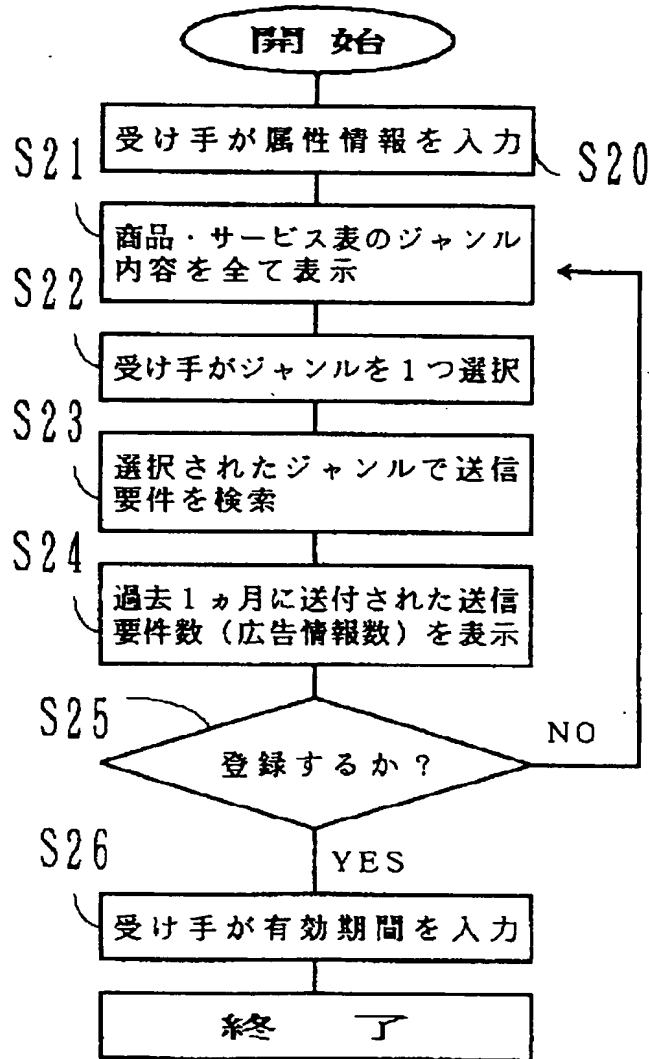 開始
受け手が属性情報を入力
S20
S21
商品・サービス表のジャンル
内容を全て表示
S22
受け手がジャンルを１つ選択
S23
選択されたジャンルで送信
要件を検索
S24
過去１ヵ月に送付された送信
要件数（広告情報数）を表示
S25
登録するか？
NO
YES
S26
受け手が有効期間を入力
終了